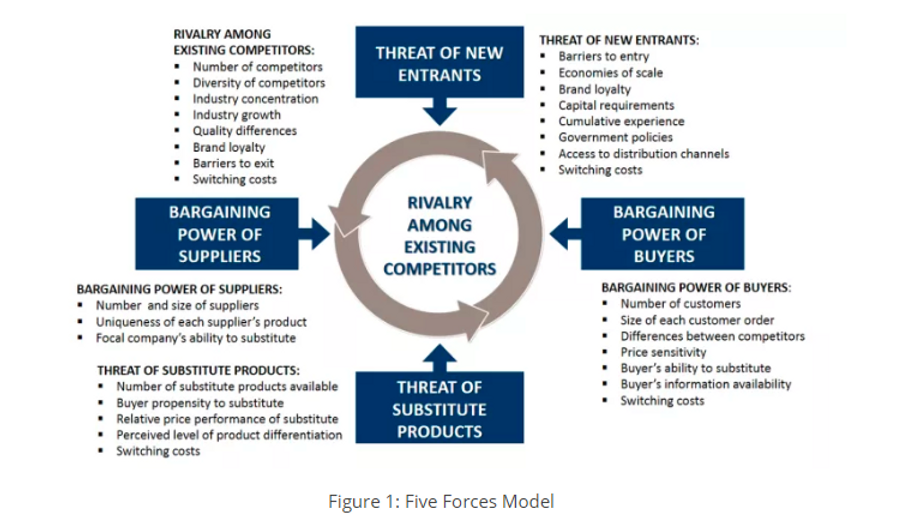 RIVALRY AMONG
EXISTING COMPETITORS:
▪ Number of competitors
▪ Diversity of competitors
▪ Industry concentration
▪ Industry growth
▪ Quality differences
▪ Brand loyalty
▪ Barriers to exit
▪ Switching costs
THREAT OF NEW
ENTRANTS
THREAT OF NEW ENTRANTS:
▪ Barriers to entry
▪ Economies of scale
▪ Brand loyalty
▪ Capital requirements
▪ Cumulative experience
▪ Government policies
▪ Access to distribution channels
▪ Switching costs
BARGAINING
POWER OF
SUPPLIERS
RIVALRY
AMONG
EXISTING
COMPETITORS
BARGAINING
POWER OF
BUYERS
BARGAINING POWER OF SUPPLIERS:
▪ Number and size of suppliers
▪ Uniqueness of each supplier's product
▪ Focal company's ability to substitute
BARGAINING POWER OF BUYERS:
▪ Number of customers
▪ Size of each customer order
▪ Differences between competitors
▪ Price sensitivity
▪ Buyer's ability to substitute
▪ Buyer's information availability
▪ Switching costs
THREAT OF SUBSTITUTE PRODUCTS:
▪ Number of substitute products available
▪ Buyer propensity to substitute
▪ Relative price performance of substitute
▪ Perceived level of product differentiation
▪ Switching costs
THREAT OF
SUBSTITUTE
PRODUCTS
Figure 1: Five Forces Model